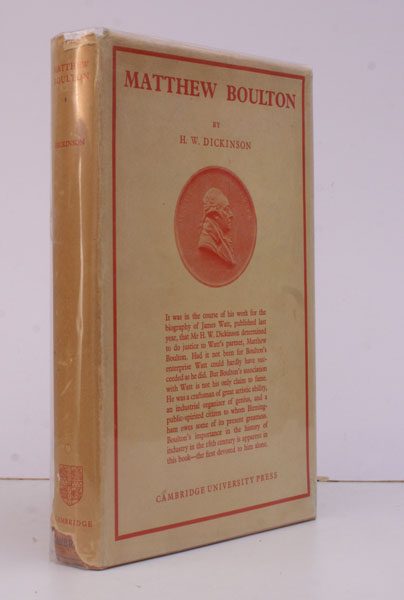 MATTHEW
BOULTON
DICKINSON
CAMBRIDGE
MATTHEW BOULTON
BY
H. W. DICKINSON
It was in the course of his work for the
biography of James Watt, published last
year, that Mr H. W. Dickinson determined
to do justice to Watt's partner, Matthew
Boulton. Had it not been for Boulton's
enterprise Watt could hardly have suc-
ceeded as he did. But Boulton's association
with Watt is not his only claim to fame.
He was a craftsman of great artistic ability,
an industrial organizer of genius, and a
public-spirited citizen to whom Birming-
ham owes some of its present greatness.
Boulton's importance in the history of
industry in the 18th century is apparent in
this book—the first devoted to him alone.
CAMBRIDGE UNIVERSITY PRESS